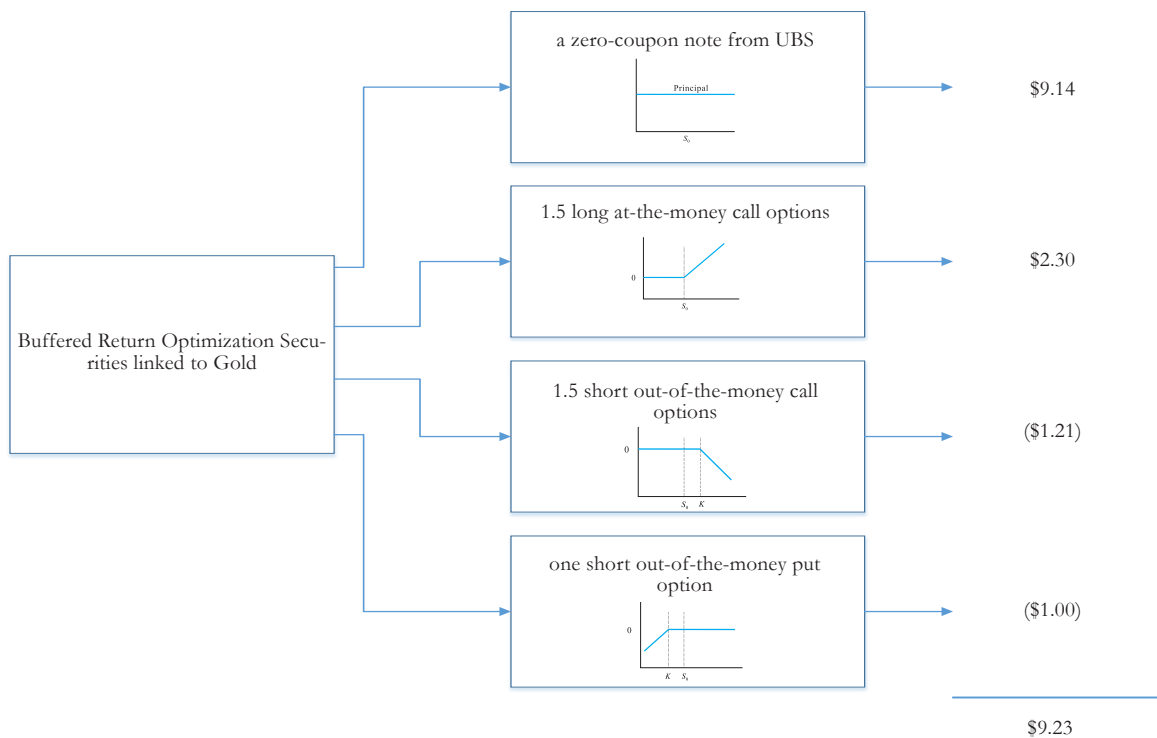 a zero-coupon note from UBS
Principal
S₀
$9.14
1.5 long at-the-money call options
0
S₀
$2.30
Buffered Return Optimization Secu-
rities linked to Gold
1.5 short out-of-the-money call
options
0
S₀ K
($1.21)
one short out-of-the-money put
option
0
K S₀
($1.00)
$9.23